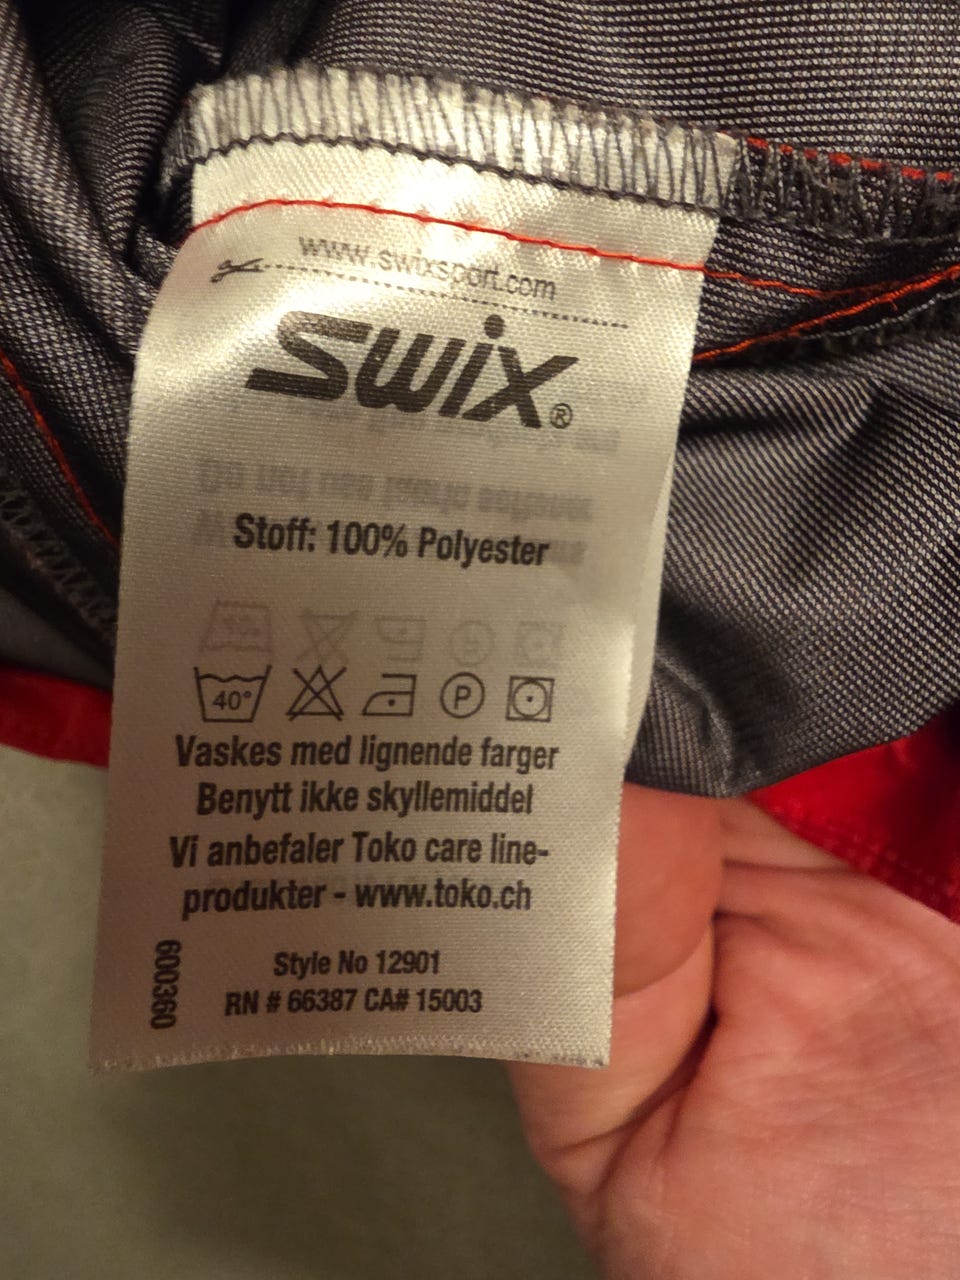 www.swixsport.com
swix®
Stoff: 100% Polyester
40° P
Vaskes med lignende farger
Benytt ikke skyllemiddel
Vi anbefaler Toko care line-
produkter - www.toko.ch
Style No 12901
RN # 66387 CA# 15003
600360